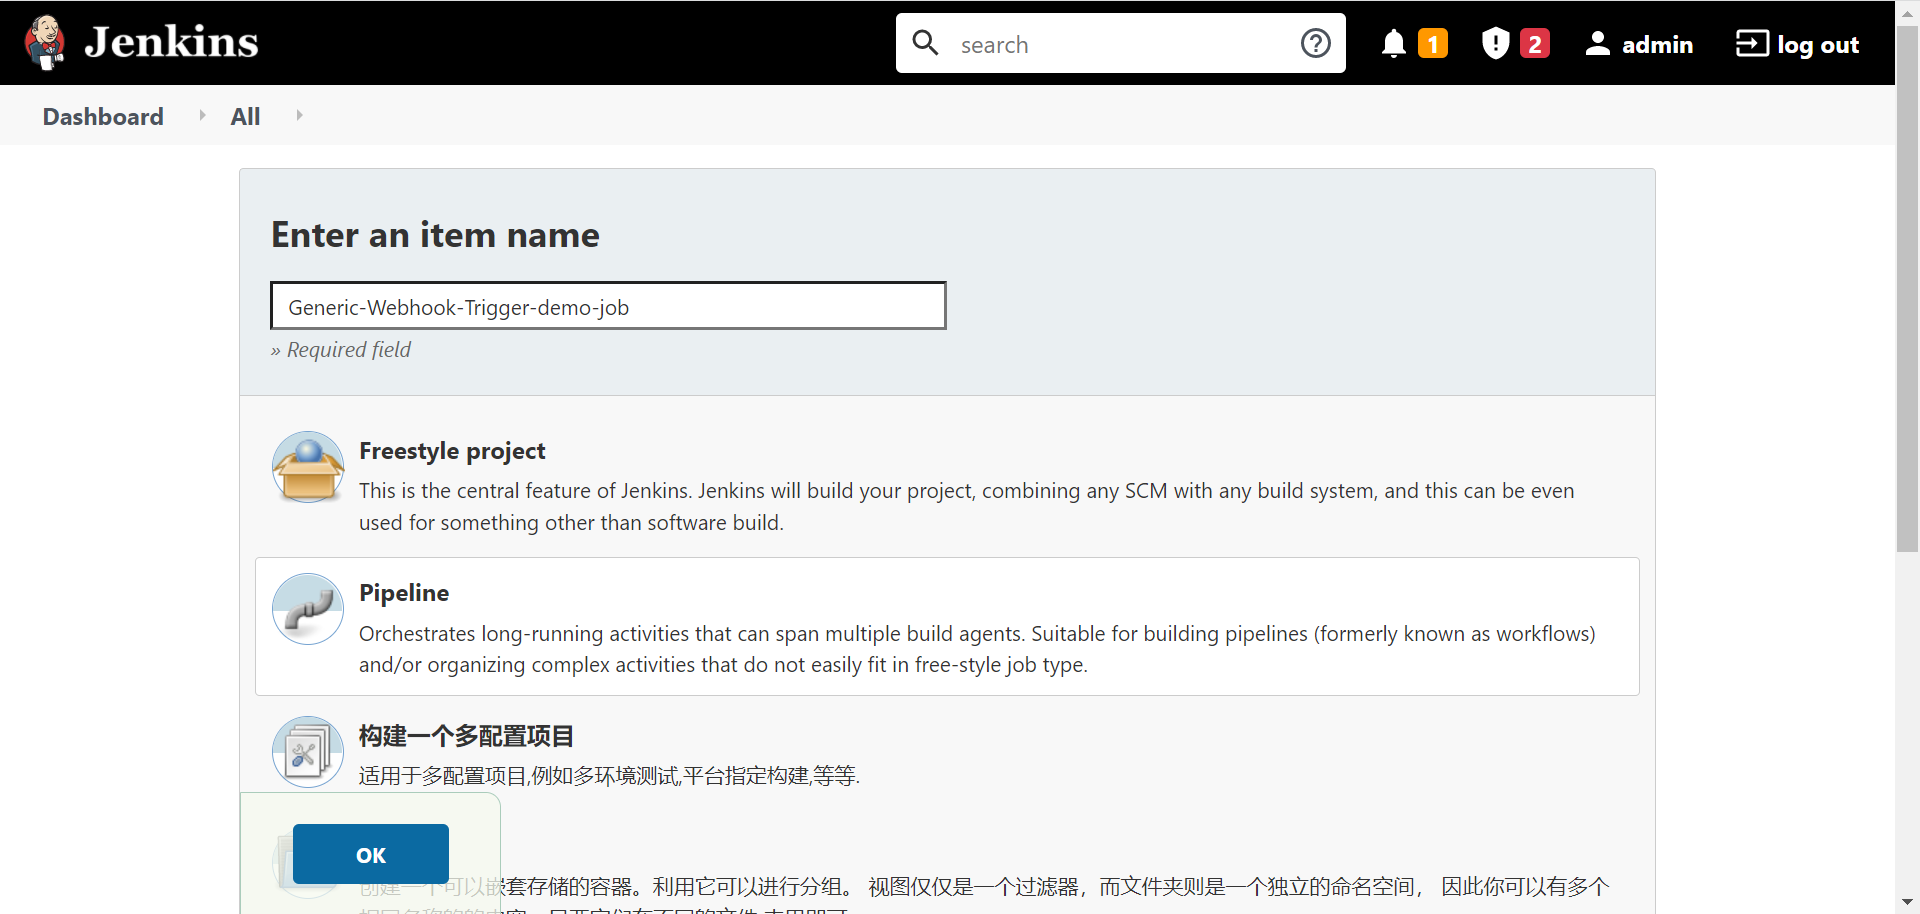 Jenkins
search
1
2
admin
log out
Dashboard
All
Enter an item name
Generic-Webhook-Trigger-demo-job
» Required field
Freestyle project
This is the central feature of Jenkins. Jenkins will build your project, combining any SCM with any build system, and this can be even
used for something other than software build.
Pipeline
Orchestrates long-running activities that can span multiple build agents. Suitable for building pipelines (formerly known as workflows)
and/or organizing complex activities that do not easily fit in free-style job type.
构建一个多配置项目
适用于多配置项目,例如多环境测试,平台指定构建,等等.
OK
创建一个可以嵌套存储的容器。利用它可以进行分组。 视图仅仅是一个过滤器，而文件夹则是一个独立的命名空间， 因此你可以有多个